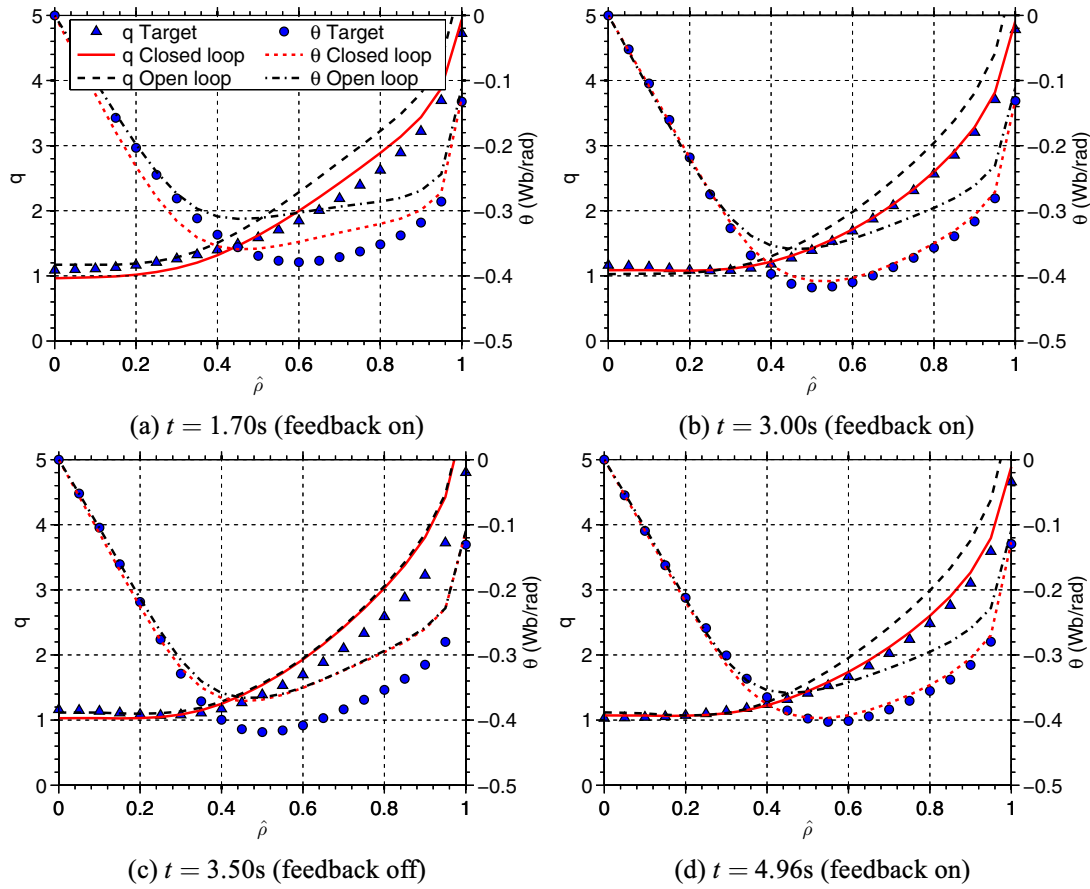 q Target
θ Target
q Closed loop
θ Closed loop
q Open loop
θ Open loop
5
4
3
2
1
0
q
0
−0.1
−0.2
−0.3
−0.4
−0.5
θ (Wb/rad)
0 0.2 0.4 0.6 0.8 1
ρ̂
(a) t = 1.70s (feedback on)
5
4
3
2
1
0
q
0
−0.1
−0.2
−0.3
−0.4
−0.5
θ (Wb/rad)
0 0.2 0.4 0.6 0.8 1
ρ̂
(b) t = 3.00s (feedback on)
5
4
3
2
1
0
q
0
−0.1
−0.2
−0.3
−0.4
−0.5
θ (Wb/rad)
0 0.2 0.4 0.6 0.8 1
ρ̂
(c) t = 3.50s (feedback off)
5
4
3
2
1
0
q
0
−0.1
−0.2
−0.3
−0.4
−0.5
θ (Wb/rad)
0 0.2 0.4 0.6 0.8 1
ρ̂
(d) t = 4.96s (feedback on)